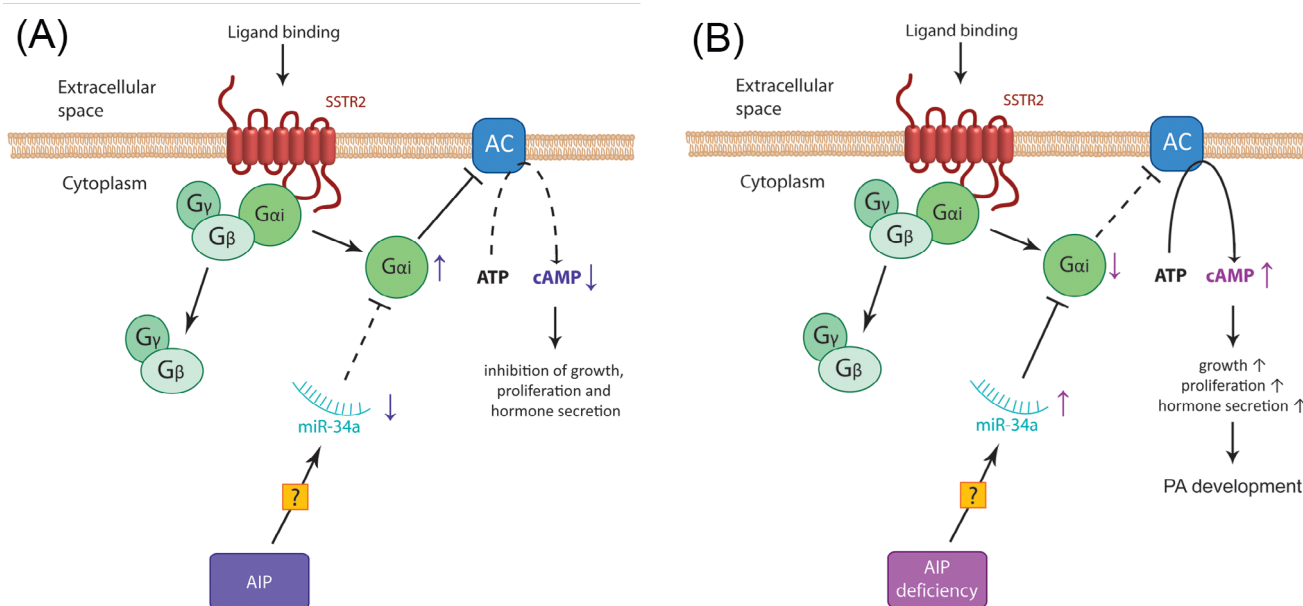 (A)
Ligand binding
Extracellular
space
SSTR2
AC
Cytoplasm
Gγ
Gβ
Gαi
Gαi ↑
ATP
cAMP ↓
Gγ
Gβ
inhibition of growth,
proliferation and
hormone secretion
miR-34a ↓
?
AIP
(B)
Ligand binding
Extracellular
space
SSTR2
AC
Cytoplasm
Gγ
Gβ
Gαi
Gαi ↓
ATP
cAMP ↑
Gγ
Gβ
growth ↑
proliferation ↑
hormone secretion ↑
miR-34a ↑
PA development
?
AIP
deficiency